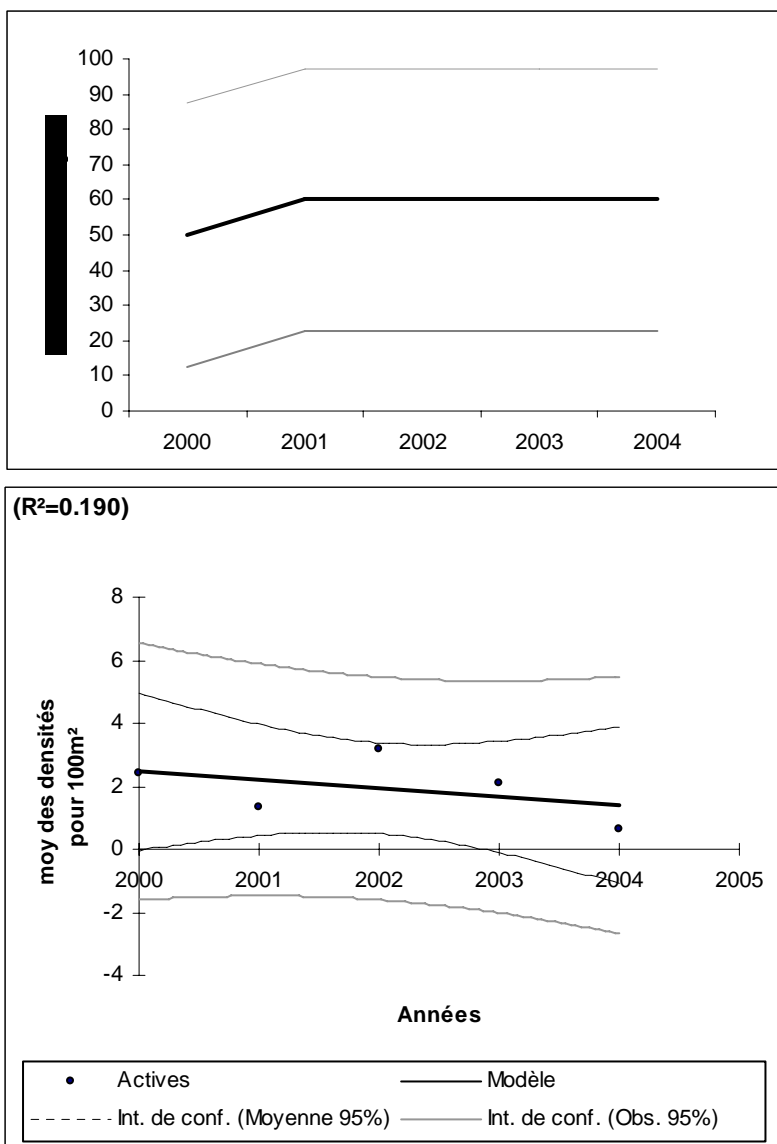 100
90
80
70
60
50
40
30
20
10
0
2000 2001 2002 2003 2004
(R²=0.190)
8
6
4
2
0
-2
-4
2000 2001 2002 2003 2004 2005
moy des densités
pour 100m²
Années
Actives Modèle
Int. de conf. (Moyenne 95%) Int. de conf. (Obs. 95%)